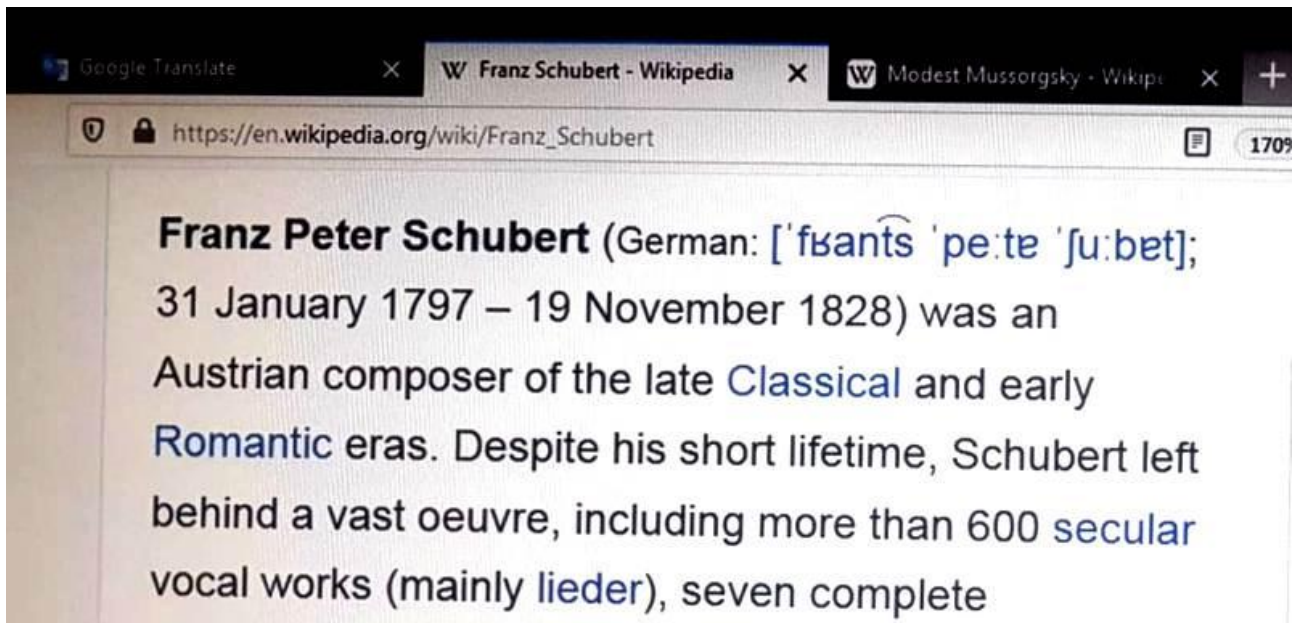 Google Translate Franz Schubert - Wikipedia Modest Mussorgsky - Wikipe
https://en.wikipedia.org/wiki/Franz_Schubert 170%
Franz Peter Schubert (German: [ˈfʁant͡s ˈpeːtɐ ˈʃuːbɐt];
31 January 1797 – 19 November 1828) was an
Austrian composer of the late Classical and early
Romantic eras. Despite his short lifetime, Schubert left
behind a vast oeuvre, including more than 600 secular
vocal works (mainly lieder), seven complete